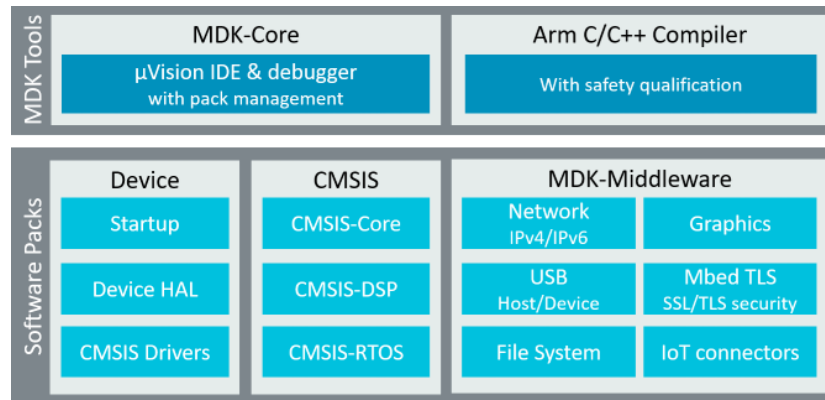 MDK Tools
MDK-Core
µVision IDE & debugger
with pack management
Arm C/C++ Compiler
With safety qualification
Software Packs
Device
Startup
Device HAL
CMSIS Drivers
CMSIS
CMSIS-Core
CMSIS-DSP
CMSIS-RTOS
MDK-Middleware
Network
IPv4/IPv6
Graphics
USB
Host/Device
Mbed TLS
SSL/TLS security
File System
IoT connectors